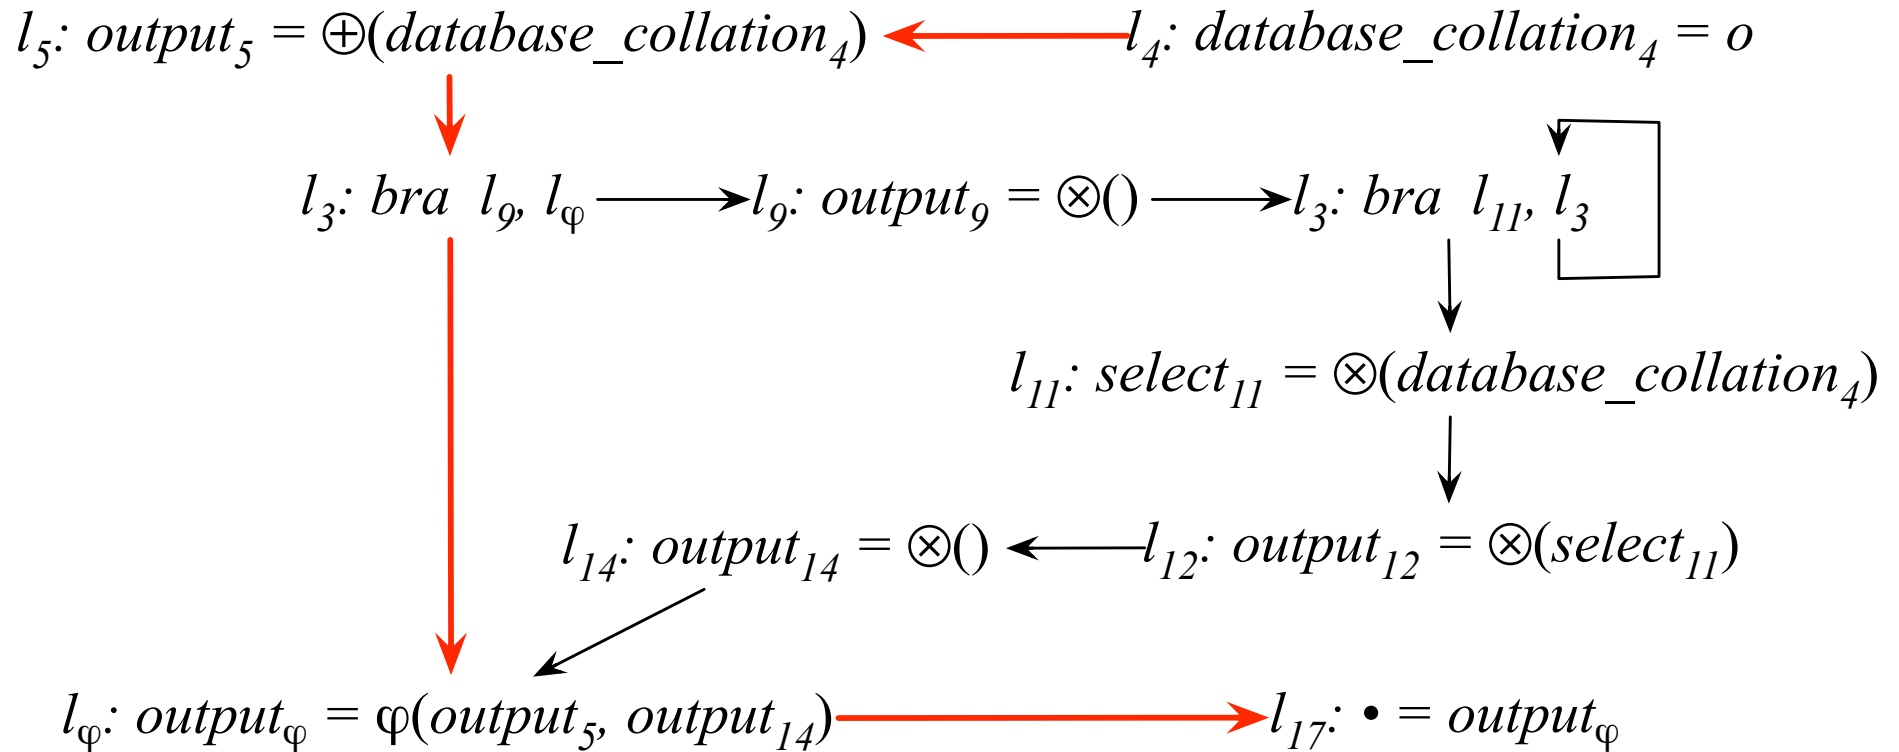 l₅: output₅ = ⊕(database_collation₄) l₄: database_collation₄ = o
l₃: bra l₉, lφ l₉: output₉ = ⊗() l₃: bra l₁₁, l₃
l₁₁: select₁₁ = ⊗(database_collation₄)
l₁₄: output₁₄ = ⊗() l₁₂: output₁₂ = ⊗(select₁₁)
lφ: outputφ = φ(output₅, output₁₄) l₁₇: • = outputφ